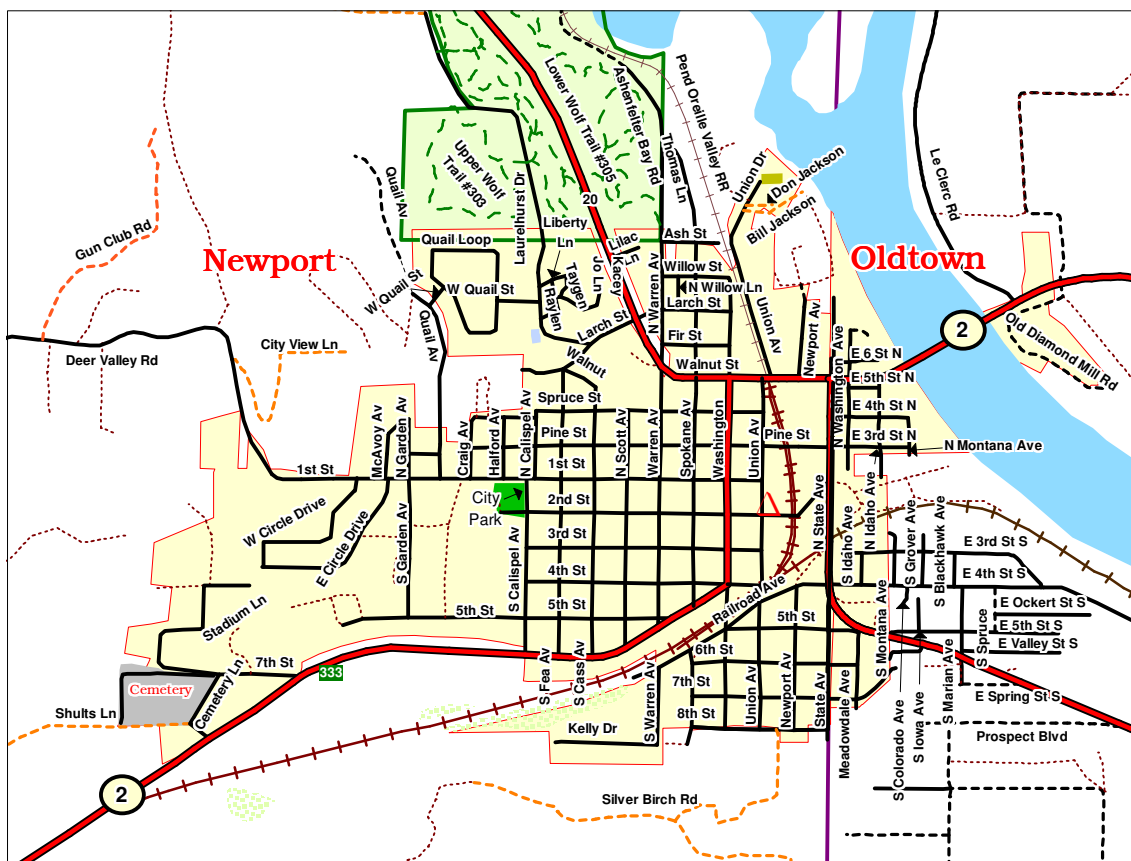 Lower Wolf Trail #305
Ashenfelter Bay Rd
Pend Oreille Valley RR
Thomas Ln
Union Dr
Don Jackson
Bill Jackson
Le Clerc Rd
Upper Wolf
Trail #303
Laurelhurst Dr
Quail Av
Gun Club Rd
20
Newport
Oldtown
Liberty
Ln
Lilac
Ln
Ash St
Quail Loop
W Quail St
W Quail St
Taygen
Raylen
Jo Ln
Kacey
N Warren Av
Willow St
N Willow Ln
Larch St
Larch St
Fir St
Union Av
Newport Av
N Washington Ave
2
Old Diamond Mill Rd
Deer Valley Rd
City View Ln
Quail Av
Walnut
Walnut St
E 6 St N
E 5th St N
E 4th St N
E 3rd St N
N Montana Ave
McAvoy Av
N Garden Av
Craig Av
Halford Av
N Calispel Av
Spruce St
Pine St
1st St
N Scott Av
Warren Av
Spokane Av
Washington
Union Av
Pine St
1st St
City
Park
2nd St
3rd St
4th St
5th St
W Circle Drive
E Circle Drive
S Garden Av
S Calispel Av
N State Ave
S Idaho Ave
N Idaho Ave
S Grover Ave
S Blackhawk Ave
E 3rd St S
E 4th St S
E Ockert St S
E 5th St S
E Valley St S
Stadium Ln
5th St
Railroad Ave
5th St
6th St
7th St
8th St
S Montana Ave
S Spruce
7th St
333
Cemetery
Cemetery Ln
Shults Ln
S Fea Av
S Cass Av
S Warren Av
Union Av
Newport Av
State Av
Meadowdale Av
S Colorado Ave
S Iowa Ave
S Marian Ave
E Spring St S
Prospect Blvd
Kelly Dr
2
Silver Birch Rd